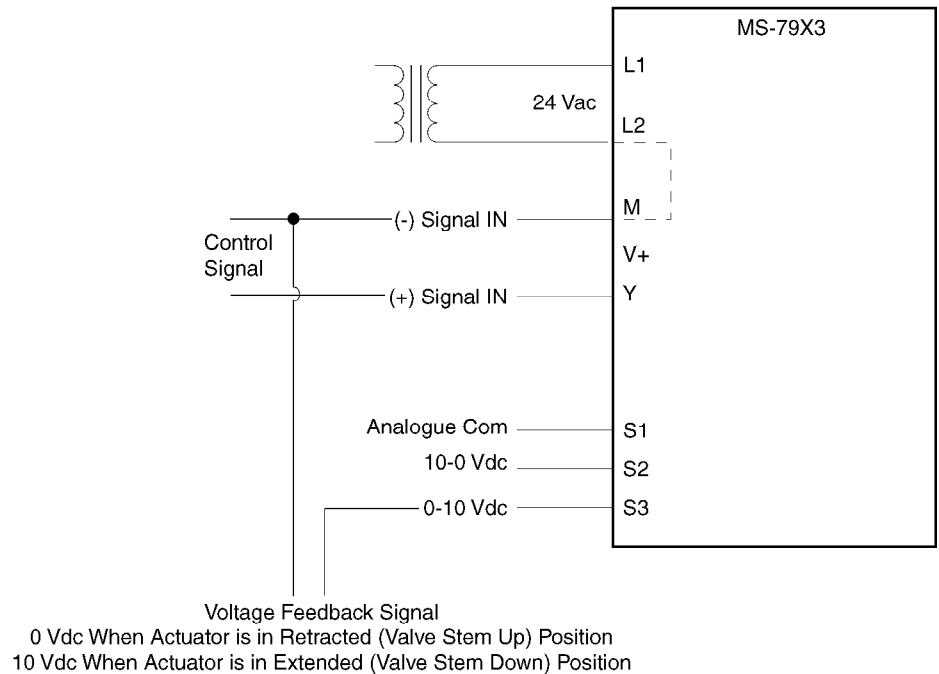 MS-79X3
L1
24 Vac
L2
M
(-) Signal IN
Control
Signal
V+
(+) Signal IN
Y
Analogue Com
S1
10-0 Vdc
S2
0-10 Vdc
S3
Voltage Feedback Signal
0 Vdc When Actuator is in Retracted (Valve Stem Up) Position
10 Vdc When Actuator is in Extended (Valve Stem Down) Position